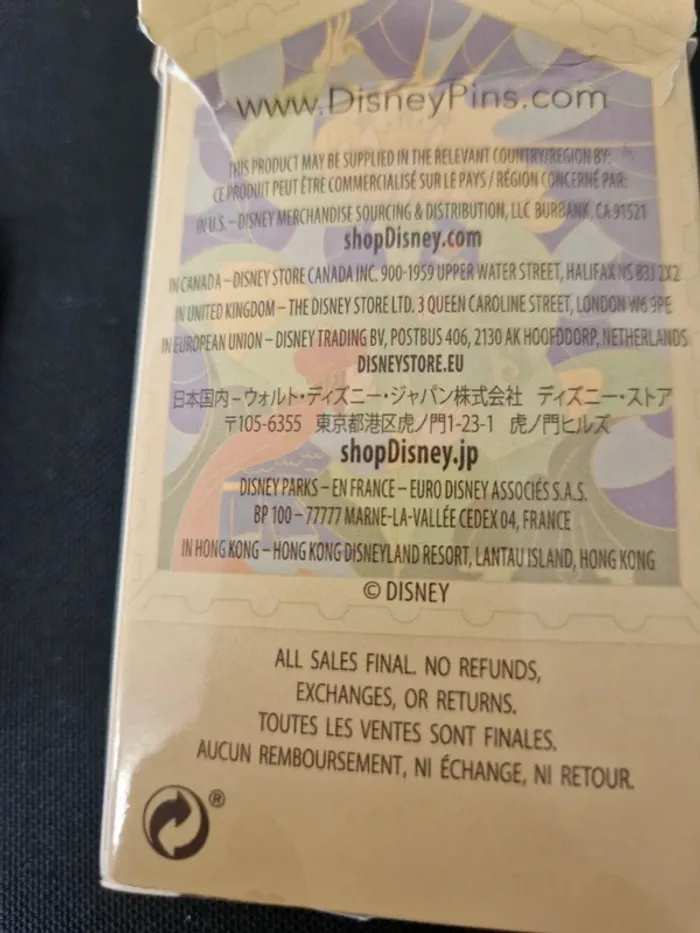 www.DisneyPins.com
THIS PRODUCT MAY BE SUPPLIED IN THE RELEVANT COUNTRY/REGION BY:
CE PRODUIT PEUT ÊTRE COMMERCIALISÉ SUR LE PAYS / RÉGION CONCERNÉ PAR:
IN U.S. – DISNEY MERCHANDISE SOURCING & DISTRIBUTION, LLC BURBANK, CA 91521
shopDisney.com
IN CANADA – DISNEY STORE CANADA INC. 900-1959 UPPER WATER STREET, HALIFAX NS B3J 2X2
IN UNITED KINGDOM – THE DISNEY STORE LTD. 3 QUEEN CAROLINE STREET, LONDON W6 9PE
IN EUROPEAN UNION – DISNEY TRADING BV, POSTBUS 406, 2130 AK HOOFDDORP, NETHERLANDS
DISNEYSTORE.EU
日本国内 – ウォルト・ディズニー・ジャパン株式会社 ディズニー・ストア
〒105-6355 東京都港区虎ノ門1-23-1 虎ノ門ヒルズ
shopDisney.jp
DISNEY PARKS – EN FRANCE – EURO DISNEY ASSOCIÉS S.A.S.
BP 100 – 77777 MARNE-LA-VALLÉE CEDEX 04, FRANCE
IN HONG KONG – HONG KONG DISNEYLAND RESORT, LANTAU ISLAND, HONG KONG
© DISNEY
ALL SALES FINAL. NO REFUNDS,
EXCHANGES, OR RETURNS.
TOUTES LES VENTES SONT FINALES.
AUCUN REMBOURSEMENT, NI ÉCHANGE, NI RETOUR.
®